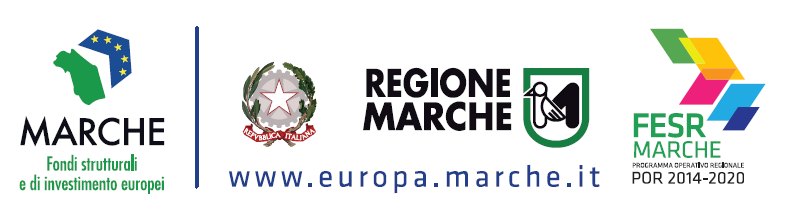 MARCHE
Fondi strutturali
e di investimento europei
REPVBBLICA ITALIANA
REGIONE
MARCHE
www.europa.marche.it
FESR
MARCHE
PROGRAMMA OPERATIVO REGIONALE
POR 2014-2020